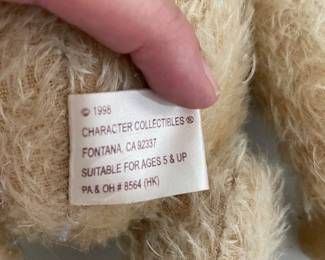 © 1998
CHARACTER COLLECTIBLES ®
FONTANA, CA 92337
SUITABLE FOR AGES 5 & UP
PA & OH # 8564 (HK)